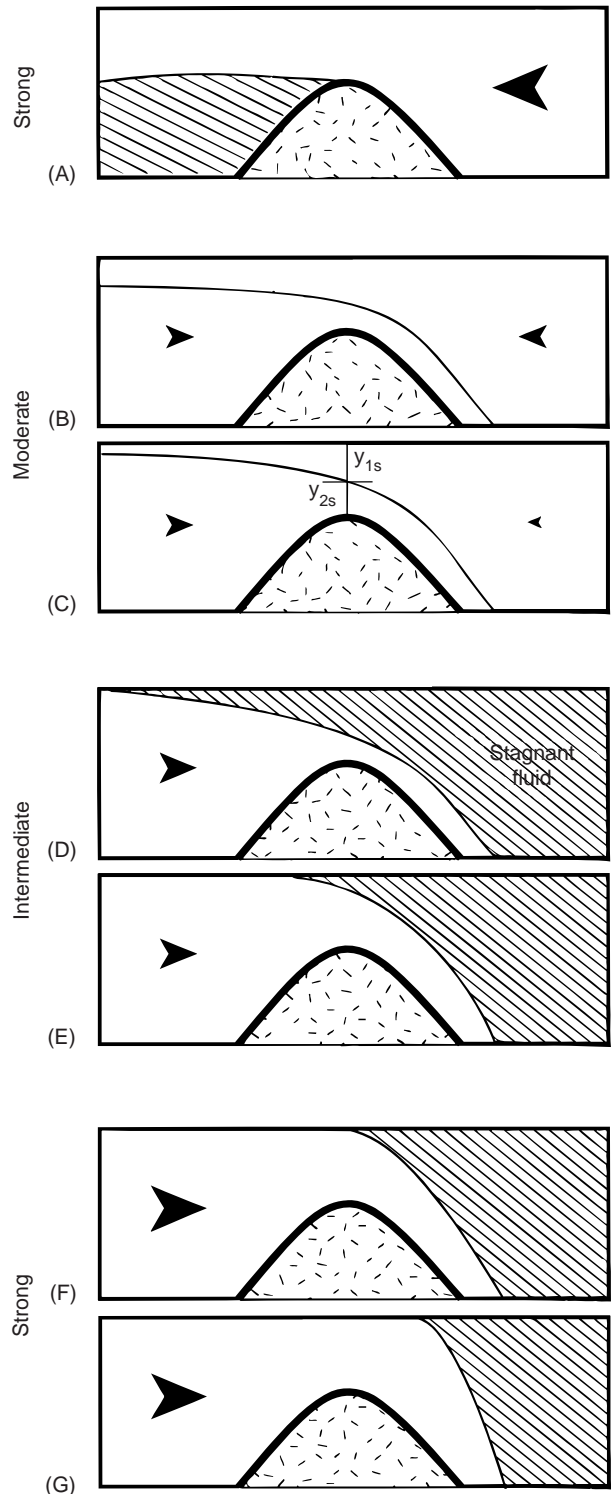 Strong
(A)
Moderate
(B)
y1s
y2s
(C)
Intermediate
Stagnant
fluid
(D)
(E)
Strong
(F)
(G)